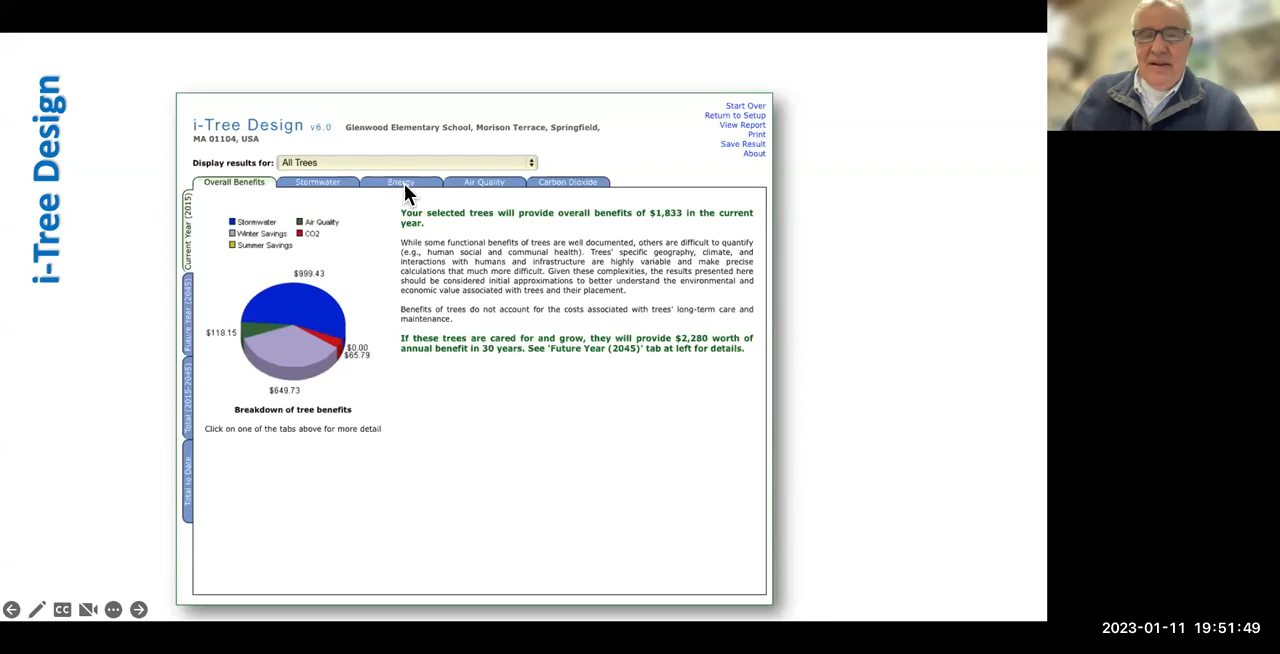 i-Tree Design
i-Tree Design v6.0 Glenwood Elementary School, Morison Terrace, Springfield,
MA 01104, USA
Start Over
Return to Setup
View Report
Print
Save Result
About
Display results for: All Trees
Overall Benefits Stormwater Energy Air Quality Carbon Dioxide
Current Year (2015)
Future Year (2045)
Total (2015-2045)
Total to Date
Stormwater Air Quality
Winter Savings CO2
Summer Savings
$999.43
$118.15
$0.00
$65.79
$649.73
Breakdown of tree benefits
Click on one of the tabs above for more detail
Your selected trees will provide overall benefits of $1,833 in the current
year.
While some functional benefits of trees are well documented, others are difficult to quantify
(e.g., human social and communal health). Trees' specific geography, climate, and
interactions with humans and infrastructure are highly variable and make precise
calculations that much more difficult. Given these complexities, the results presented here
should be considered initial approximations to better understand the environmental and
economic value associated with trees and their placement.
Benefits of trees do not account for the costs associated with trees' long-term care and
maintenance.
If these trees are cared for and grow, they will provide $2,280 worth of
annual benefit in 30 years. See 'Future Year (2045)' tab at left for details.
CC
2023-01-11 19:51:49